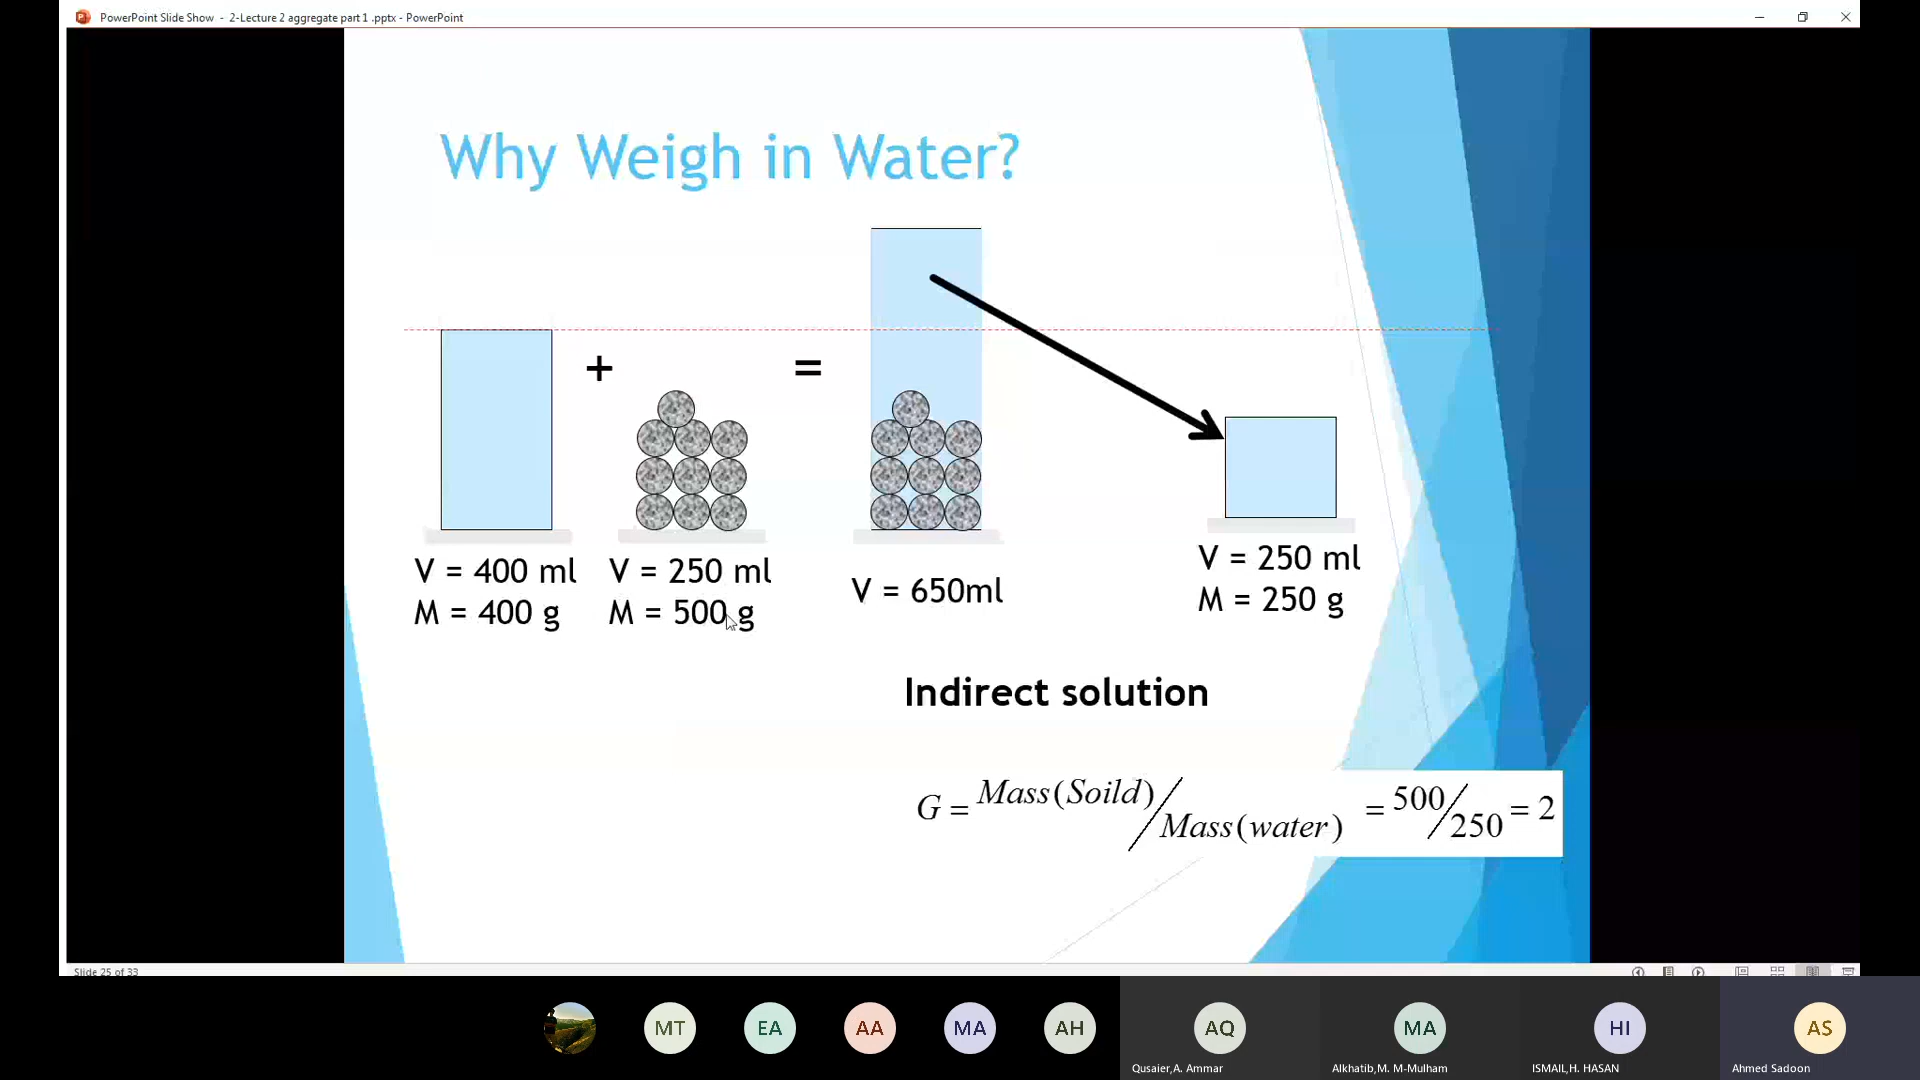 PowerPoint Slide Show - 2-Lecture 2 aggregate part 1 .pptx - PowerPoint
Why Weigh in Water?
+
=
V = 400 ml
M = 400 g
V = 250 ml
M = 500 g
V = 650ml
V = 250 ml
M = 250 g
Indirect solution
G = Mass(Soild)/Mass(water) = 500/250 = 2
Slide 25 of 33
MT
EA
AA
MA
AH
AQ
MA
HI
AS
Qusaier,A. Ammar
Alkhatib,M. M-Mulham
ISMAIL,H. HASAN
Ahmed Sadoon